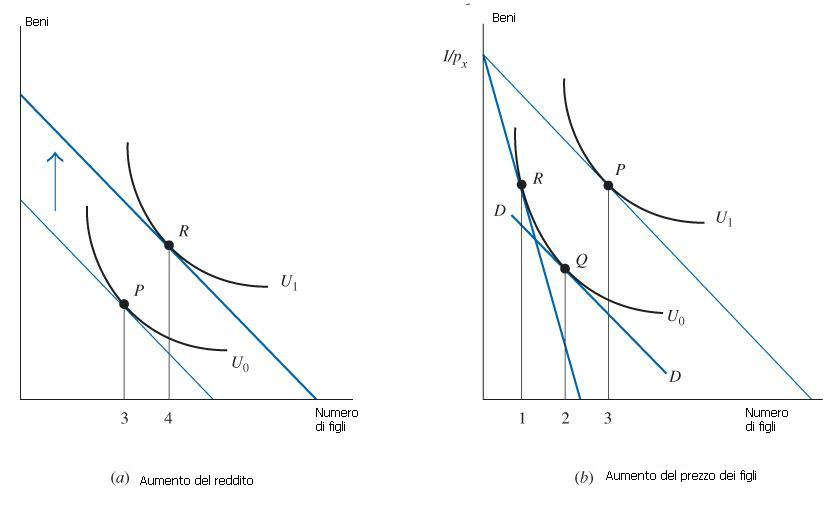 Beni
R
P
U1
U0
3
4
Numero
di figli
(a) Aumento del reddito
Beni
I/px
P
R
D
U1
Q
U0
D
1
2
3
Numero
di figli
(b) Aumento del prezzo dei figli